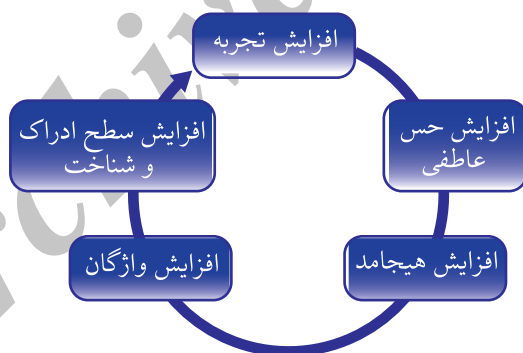 افزایش تجربه
افزایش حس
عاطفی
افزایش هیجامد
افزایش واژگان
افزایش سطح ادراک
و شناخت